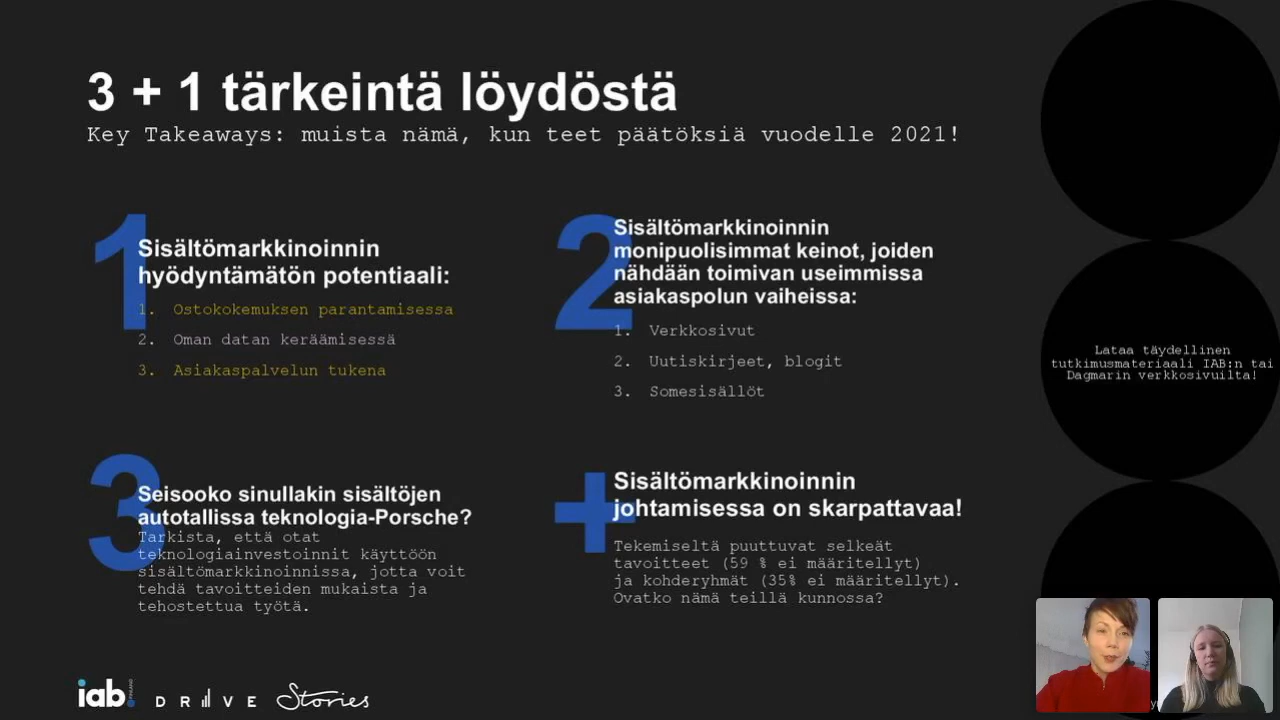 3 + 1 tärkeintä löydöstä
Key Takeaways: muista nämä, kun teet päätöksiä vuodelle 2021!
1
Sisältömarkkinoinnin
hyödyntämätön potentiaali:
1. Ostokokemuksen parantamisessa
2. Oman datan keräämisessä
3. Asiakaspalvelun tukena
2
Sisältömarkkinoinnin
monipuolisimmat keinot, joiden
nähdään toimivan useimmissa
asiakaspolun vaiheissa:
1. Verkkosivut
2. Uutiskirjeet, blogit
3. Somesisällöt
3
Seisooko sinullakin sisältöjen
autotallissa teknologia-Porsche?
Tarkista, että otat
teknologiainvestoinnit käyttöön
sisältömarkkinoinnissa, jotta voit
tehdä tavoitteiden mukaista ja
tehostettua työtä.
+
Sisältömarkkinoinnin
johtamisessa on skarpattavaa!
Tekemiseltä puuttuvat selkeät
tavoitteet (59 % ei määritellyt)
ja kohderyhmät (35% ei määritellyt).
Ovatko nämä teillä kunnossa?
Lataa täydellinen
tutkimusmateriaali IAB:n tai
Dagmarin verkkosivuilta!
iab. FINLAND DRIVE Stories